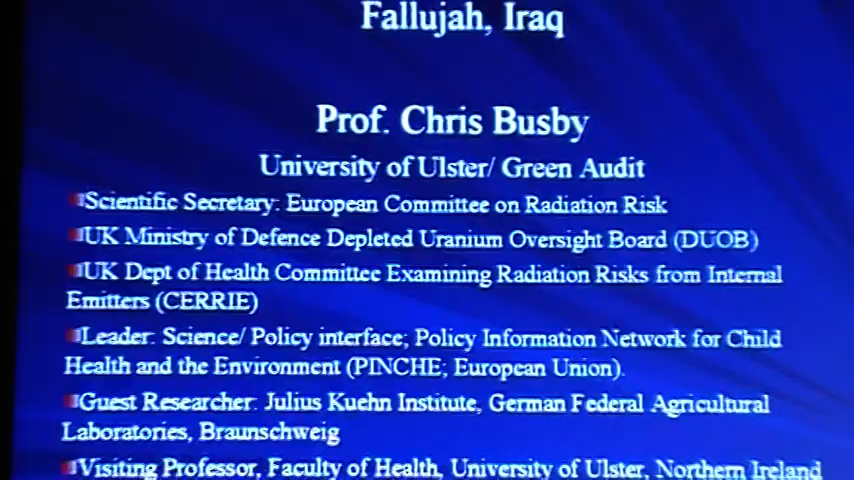 Fallujah, Iraq
Prof. Chris Busby
University of Ulster/ Green Audit
Scientific Secretary: European Committee on Radiation Risk
UK Ministry of Defence Depleted Uranium Oversight Board (DUOB)
UK Dept of Health Committee Examining Radiation Risks from Internal
Emitters (CERRIE)
Leader: Science/ Policy interface; Policy Information Network for Child
Health and the Environment (PINCHE; European Union).
Guest Researcher: Julius Kuehn Institute, German Federal Agricultural
Laboratories, Braunschweig
Visiting Professor, Faculty of Health, University of Ulster, Northern Ireland